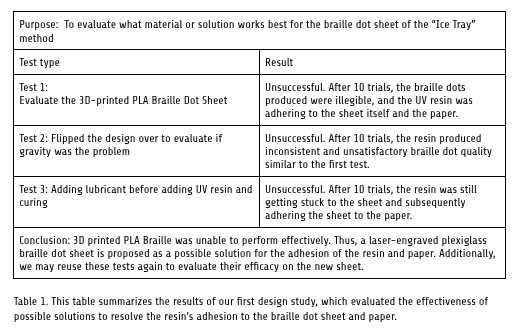 Purpose: To evaluate what material or solution works best for the braille dot sheet of the “Ice Tray”
method
Test type
Result
Test 1:
Evaluate the 3D-printed PLA Braille Dot Sheet
Unsuccessful. After 10 trials, the braille dots
produced were illegible, and the UV resin was
adhering to the sheet itself and the paper.
Test 2: Flipped the design over to evaluate if
gravity was the problem
Unsuccessful. After 10 trials, the resin produced
inconsistent and unsatisfactory braille dot quality
similar to the first test.
Test 3: Adding lubricant before adding UV resin and
curing
Unsuccessful. After 10 trials, the resin was still
getting stuck to the sheet and subsequently
adhering the sheet to the paper.
Conclusion: 3D printed PLA Braille was unable to perform effectively. Thus, a laser-engraved plexiglass
braille dot sheet is proposed as a possible solution for the adhesion of the resin and paper. Additionally,
we may reuse these tests again to evaluate their efficacy on the new sheet.
Table 1. This table summarizes the results of our first design study, which evaluated the effectiveness of
possible solutions to resolve the resin’s adhesion to the braille dot sheet and paper.